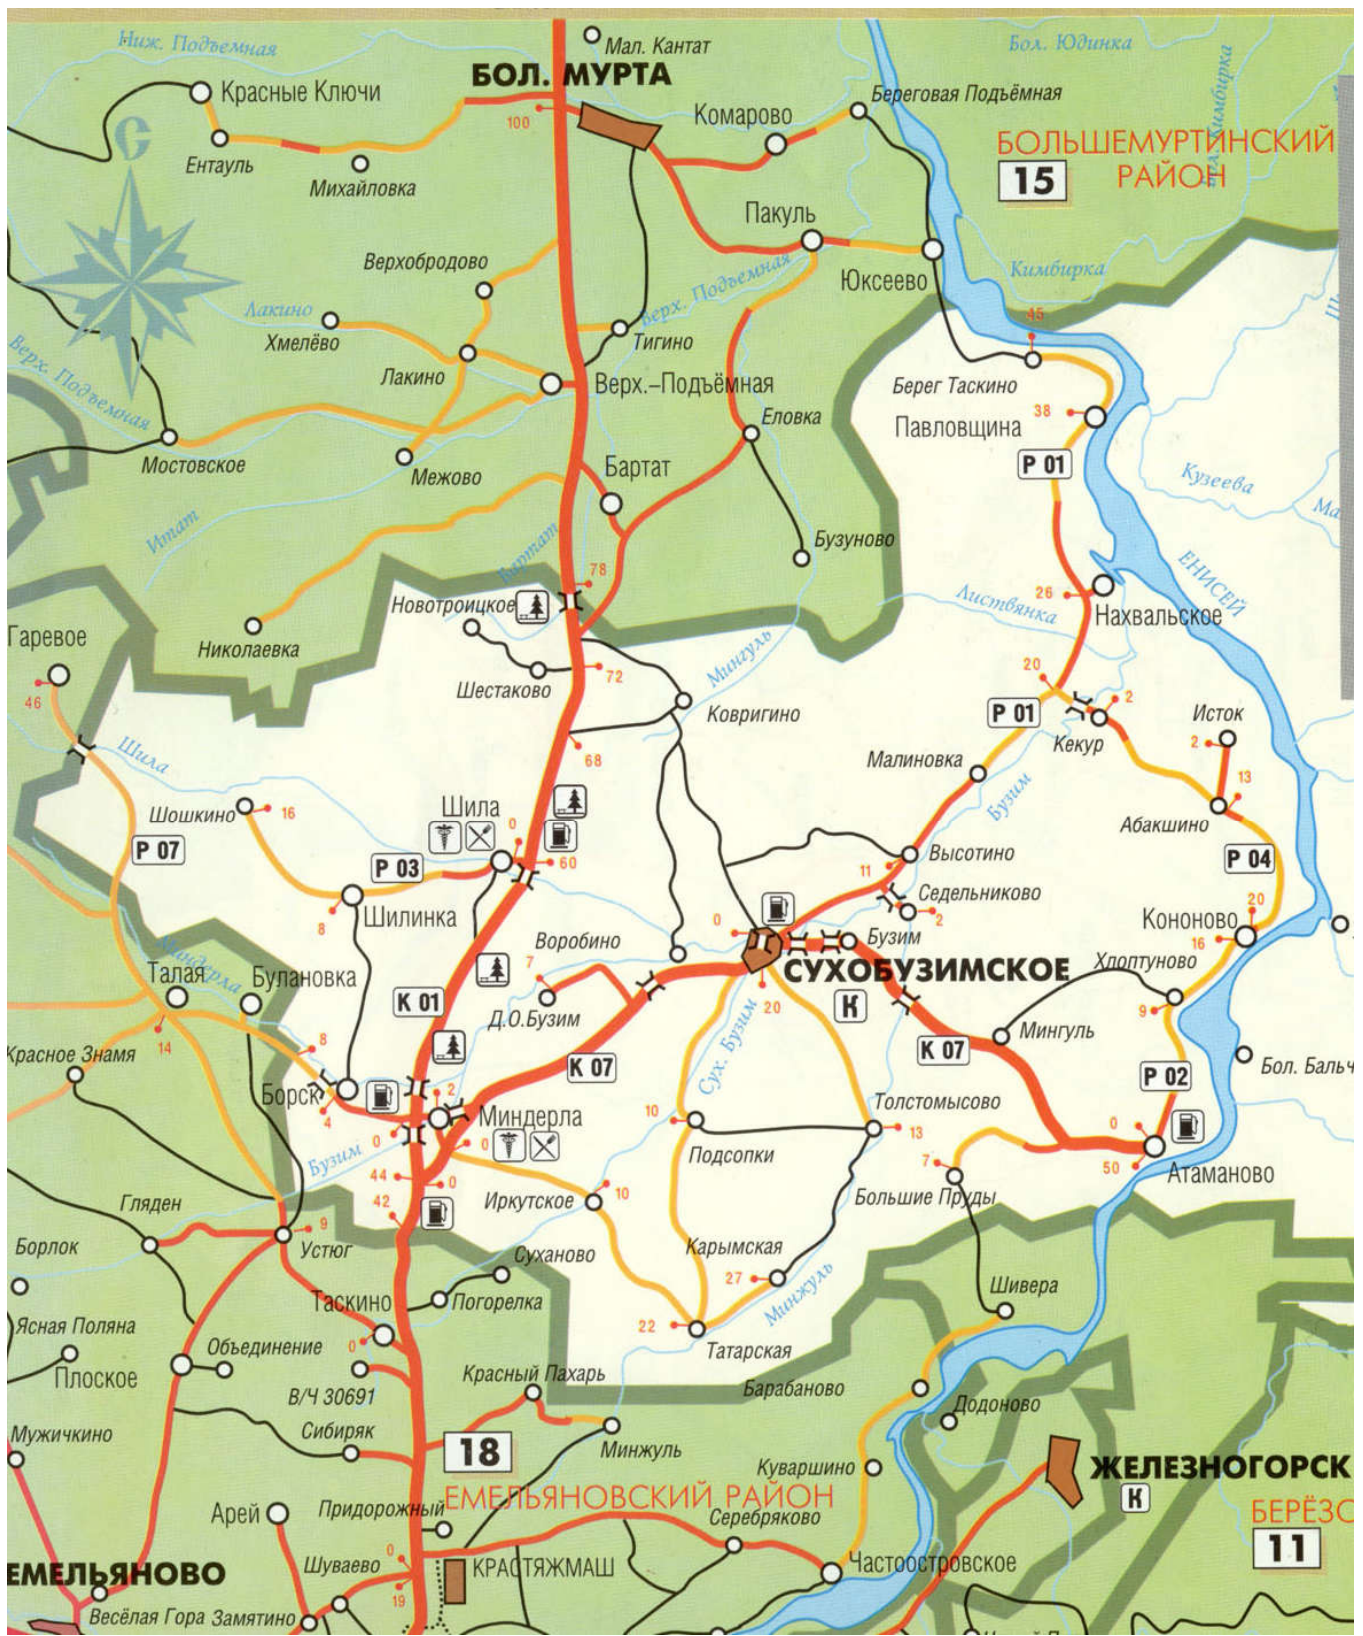 Ниж. Подъемная
Мал. Кантат
Бол. Юдинка
БОЛ. МУРТА
Красные Ключи
100
Комарово
Береговая Подъёмная
Бол. Кимбирка
С
Ентауль
Михайловка
БОЛЬШЕМУРТИНСКИЙ
РАЙОН
15
Пакуль
Верхобродово
Юксеево
Кимбирка
Верх. Подъемная
Лакино
Хмелёво
Лакино
Тигино
45
Верх. Подъемная
Верх.–Подъёмная
Берег Таскино
Еловка
38
Павловщина
Мостовское
Межово
Бартат
Р 01
Кузеева
Итат
Бартат
Бузуново
ЕНИСЕЙ
78
Новотроицкое
Листвянка
26
Нахвальское
Гаревое
Николаевка
Мингуль
46
Шестаково
72
20
2
Исток
Ковригино
Р 01
Кекур
2
Шила
68
Малиновка
Бузим
13
Шошкино
16
Шила
0
60
Абакшино
Р 07
Р 03
Высотино
Р 04
11
Седельниково
8
Шилинка
0
2
20
Кононово
16
Миндерла
Талая
Булановка
Воробино
7
Бузим
Хлоптуново
СУХОБУЗИМСКОЕ
К 01
Д.О.Бузим
20
К
9
14
8
Мингуль
Красное Знамя
К 07
К 07
Сух. Бузим
Бол. Бальч
Р 02
Борск
4
2
Миндерла
Толстомысово
0
0
10
13
0
Бузим
Подсопки
7
50
Атаманово
44
0
Гляден
42
Иркутское
10
Большие Пруды
9
Борлок
Устюг
Суханово
Карымская
27
Минжуль
Шивера
Таскино
Погорелка
Ясная Поляна
0
22
Татарская
Объединение
Плоское
В/Ч 30691
Красный Пахарь
Барабаново
Додоново
Мужичкино
Сибиряк
18
Минжуль
Куваршино
ЖЕЛЕЗНОГОРСК
К
ЕМЕЛЬЯНОВСКИЙ РАЙОН
БЕРЁЗО
11
Арей
Придорожный
Серебряково
0
Шуваево
КРАСТЯЖМАШ
Частоостровское
ЕМЕЛЬЯНОВО
19
Весёлая Гора
Замятино